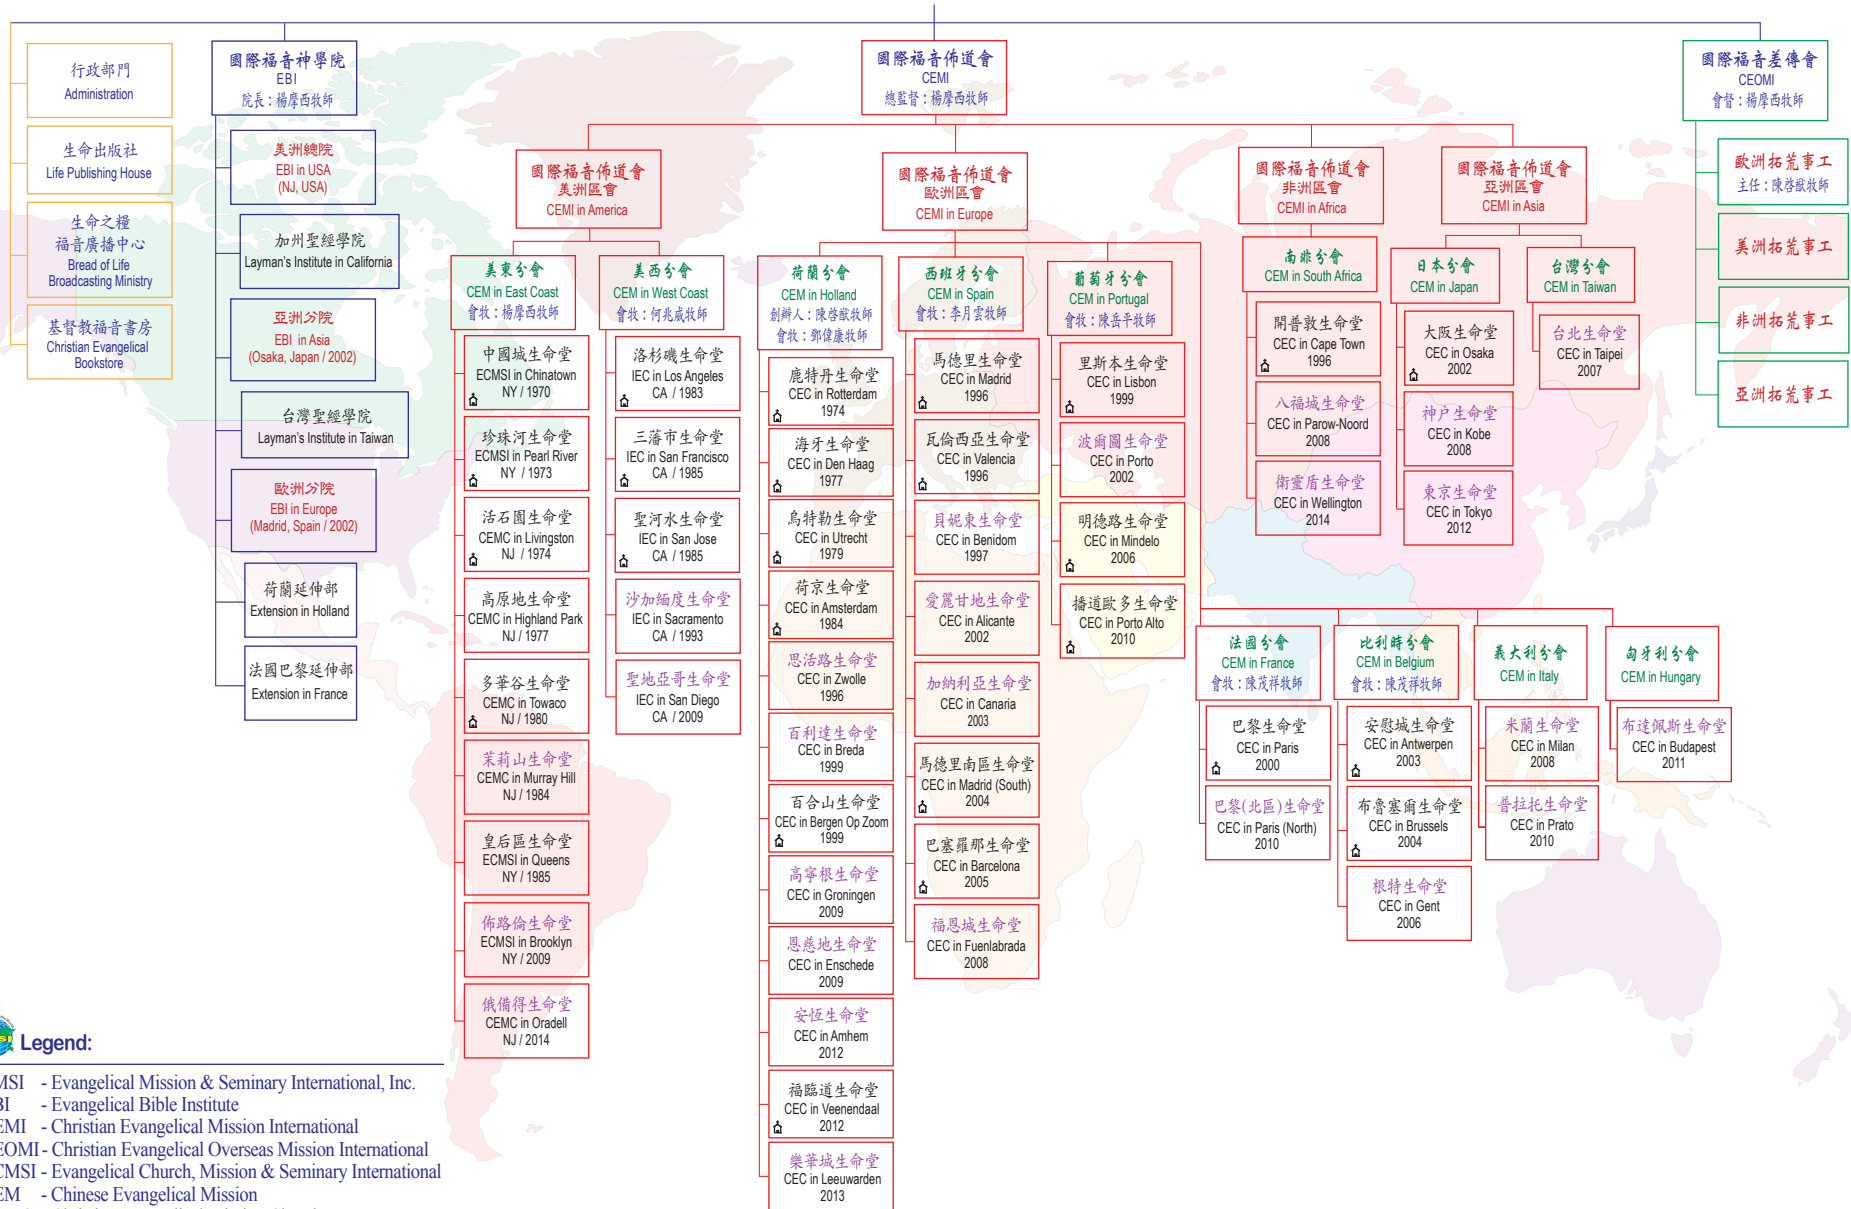 行政部門
Administration
生命出版社
Life Publishing House
生命之糧
福音廣播中心
Bread of Life
Broadcasting Ministry
基督教福音書房
Christian Evangelical
Bookstore
國際福音神學院
EBI
院長：楊摩西牧師
美洲總院
EBI in USA
(NJ, USA)
加州聖經學院
Layman's Institute in California
亞洲分院
EBI in Asia
(Osaka, Japan / 2002)
台灣聖經學院
Layman's Institute in Taiwan
歐洲分院
EBI in Europe
(Madrid, Spain / 2002)
荷蘭延伸部
Extension in Holland
法國巴黎延伸部
Extension in France
國際福音佈道會
CEMI
總監督：楊摩西牧師
國際福音佈道會
美洲區會
CEMI in America
美東分會
CEM in East Coast
會牧：楊摩西牧師
中國城生命堂
ECMSI in Chinatown
NY / 1970
珍珠河生命堂
ECMSI in Pearl River
NY / 1973
活石園生命堂
CEMC in Livingston
NJ / 1974
高原地生命堂
CEMC in Highland Park
NJ / 1977
多華谷生命堂
CEMC in Towaco
NJ / 1980
茉莉山生命堂
CEMC in Murray Hill
NJ / 1984
皇后區生命堂
ECMSI in Queens
NY / 1985
佈路倫生命堂
ECMSI in Brooklyn
NY / 2009
俄備得生命堂
CEMC in Oradell
NJ / 2014
美西分會
CEM in West Coast
會牧：何兆威牧師
洛杉磯生命堂
IEC in Los Angeles
CA / 1983
三藩市生命堂
IEC in San Francisco
CA / 1985
聖河水生命堂
IEC in San Jose
CA / 1985
沙加緬度生命堂
IEC in Sacramento
CA / 1993
聖地亞哥生命堂
IEC in San Diego
CA / 2009
國際福音佈道會
歐洲區會
CEMI in Europe
荷蘭分會
CEM in Holland
創辦人：陳啓猷牧師
會牧：鄧偉康牧師
鹿特丹生命堂
CEC in Rotterdam
1974
海牙生命堂
CEC in Den Haag
1977
烏特勒生命堂
CEC in Utrecht
1979
荷京生命堂
CEC in Amsterdam
1984
思活路生命堂
CEC in Zwolle
1996
百利達生命堂
CEC in Breda
1999
百合山生命堂
CEC in Bergen Op Zoom
1999
高寧根生命堂
CEC in Groningen
2009
恩慈地生命堂
CEC in Enschede
2009
安恆生命堂
CEC in Arnhem
2012
福臨道生命堂
CEC in Veenendaal
2012
樂華城生命堂
CEC in Leeuwarden
2013
西班牙分會
CEM in Spain
會牧：李月雲牧師
馬德里生命堂
CEC in Madrid
1996
瓦倫西亞生命堂
CEC in Valencia
1996
貝妮東生命堂
CEC in Benidom
1997
愛麗甘地生命堂
CEC in Alicante
2002
加納利亞生命堂
CEC in Canaria
2003
馬德里南區生命堂
CEC in Madrid (South)
2004
巴塞羅那生命堂
CEC in Barcelona
2005
福恩城生命堂
CEC in Fuenlabrada
2008
葡萄牙分會
CEM in Portugal
會牧：陳岳平牧師
里斯本生命堂
CEC in Lisbon
1999
波爾圖生命堂
CEC in Porto
2002
明德路生命堂
CEC in Mindelo
2006
播道歐多生命堂
CEC in Porto Alto
2010
法國分會
CEM in France
會牧：陳茂祥牧師
巴黎生命堂
CEC in Paris
2000
巴黎(北區)生命堂
CEC in Paris (North)
2010
比利時分會
CEM in Belgium
會牧：陳茂祥牧師
安慰城生命堂
CEC in Antwerpen
2003
布魯塞爾生命堂
CEC in Brussels
2004
根特生命堂
CEC in Gent
2006
義大利分會
CEM in Italy
米蘭生命堂
CEC in Milan
2008
普拉托生命堂
CEC in Prato
2010
匈牙利分會
CEM in Hungary
布達佩斯生命堂
CEC in Budapest
2011
國際福音佈道會
非洲區會
CEMI in Africa
南非分會
CEM in South Africa
開普敦生命堂
CEC in Cape Town
1996
八福城生命堂
CEC in Parow-Noord
2008
衛靈盾生命堂
CEC in Wellington
2014
國際福音佈道會
亞洲區會
CEMI in Asia
日本分會
CEM in Japan
大阪生命堂
CEC in Osaka
2002
神戶生命堂
CEC in Kobe
2008
東京生命堂
CEC in Tokyo
2012
台灣分會
CEM in Taiwan
台北生命堂
CEC in Taipei
2007
國際福音差傳會
CEOMI
會督：楊摩西牧師
歐洲拓荒事工
主任：陳啓猷牧師
美洲拓荒事工
非洲拓荒事工
亞洲拓荒事工
Legend:
MSI - Evangelical Mission & Seminary International, Inc.
BI - Evangelical Bible Institute
EMI - Christian Evangelical Mission International
EOMI - Christian Evangelical Overseas Mission International
CMSI - Evangelical Church, Mission & Seminary International
EM - Chinese Evangelical Mission